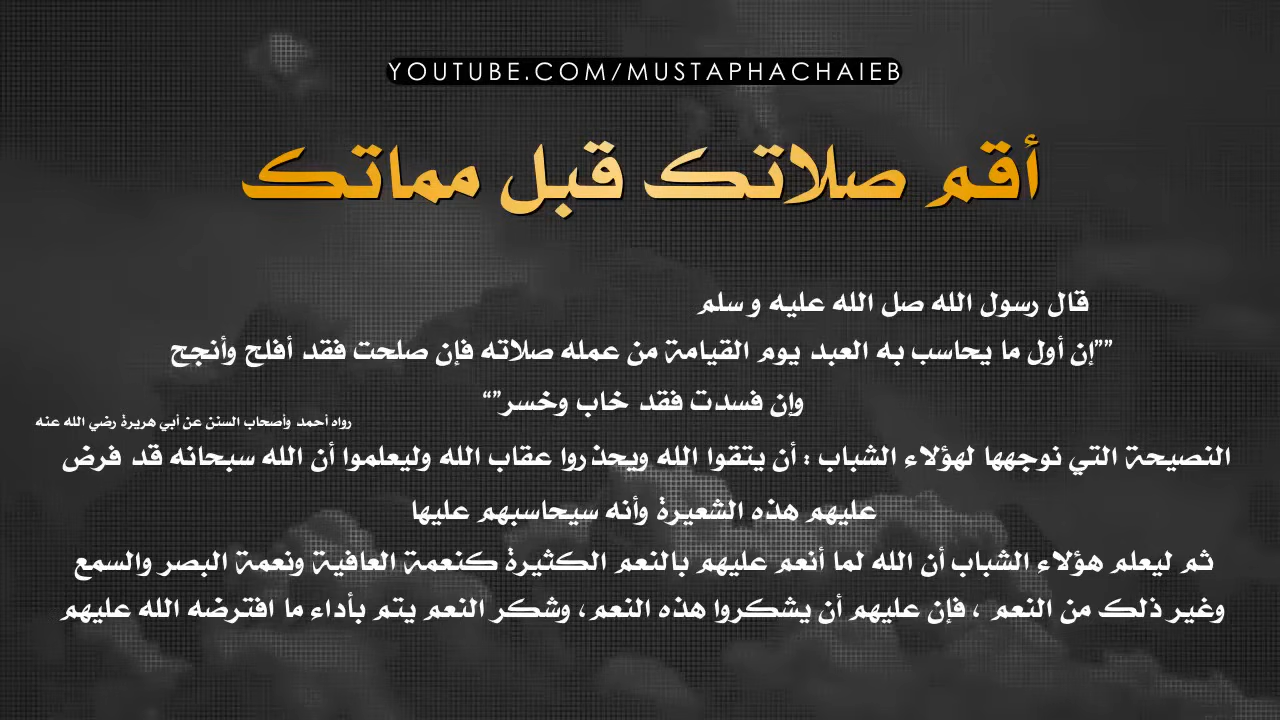 YOUTUBE.COM/MUSTAPHACHAIEB
أقم صلاتك قبل مماتك
قال رسول الله صل الله عليه و سلم
””إن أول ما يحاسب به العبد يوم القيامة من عمله صلاته فإن صلحت فقد أفلح وأنجح
وإن فسدت فقد خاب وخسر”“
رواه أحمد وأصحاب السنن عن أبي هريرة رضي الله عنه
النصيحة التي نوجهها لهؤلاء الشباب : أن يتقوا الله ويحذروا عقاب الله وليعلموا أن الله سبحانه قد فرض
عليهم هذه الشعيرة وأنه سيحاسبهم عليها
ثم ليعلم هؤلاء الشباب أن الله لما أنعم عليهم بالنعم الكثيرة كنعمة العافية ونعمة البصر والسمع
وغير ذلك من النعم ، فإن عليهم أن يشكروا هذه النعم، وشكر النعم يتم بأداء ما افترضه الله عليهم